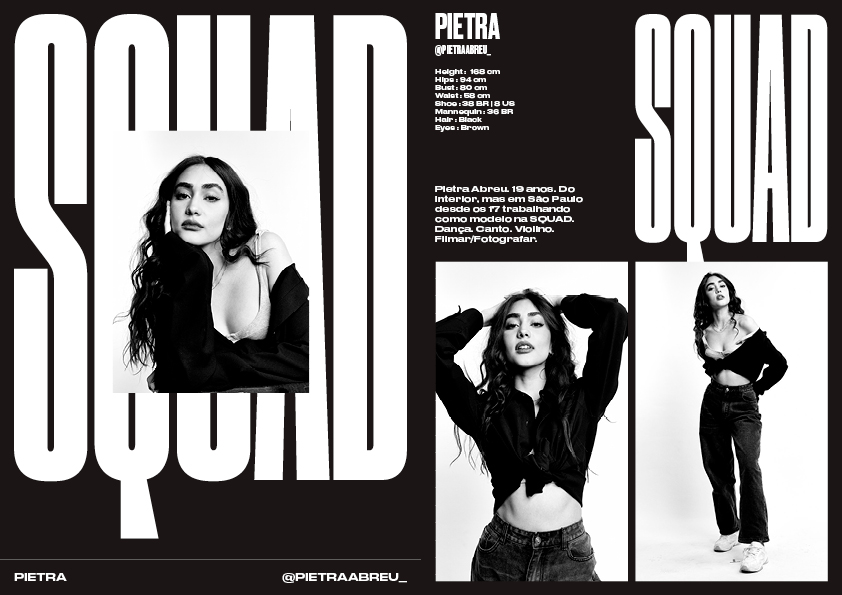 SQUAD
PIETRA
@PIETRAABREU_
PIETRA
@PIETRAABREU_
Height: 168 cm
Hips: 94 cm
Bust: 80 cm
Waist: 58 cm
Shoe: 38 BR | 8 US
Mannequin: 36 BR
Hair: Black
Eyes: Brown
Pietra Abreu. 19 anos. Do
interior, mas em São Paulo
desde os 17 trabalhando
como modelo na SQUAD.
Dança. Canto. Violino.
Filmar/Fotografar.
SQUAD